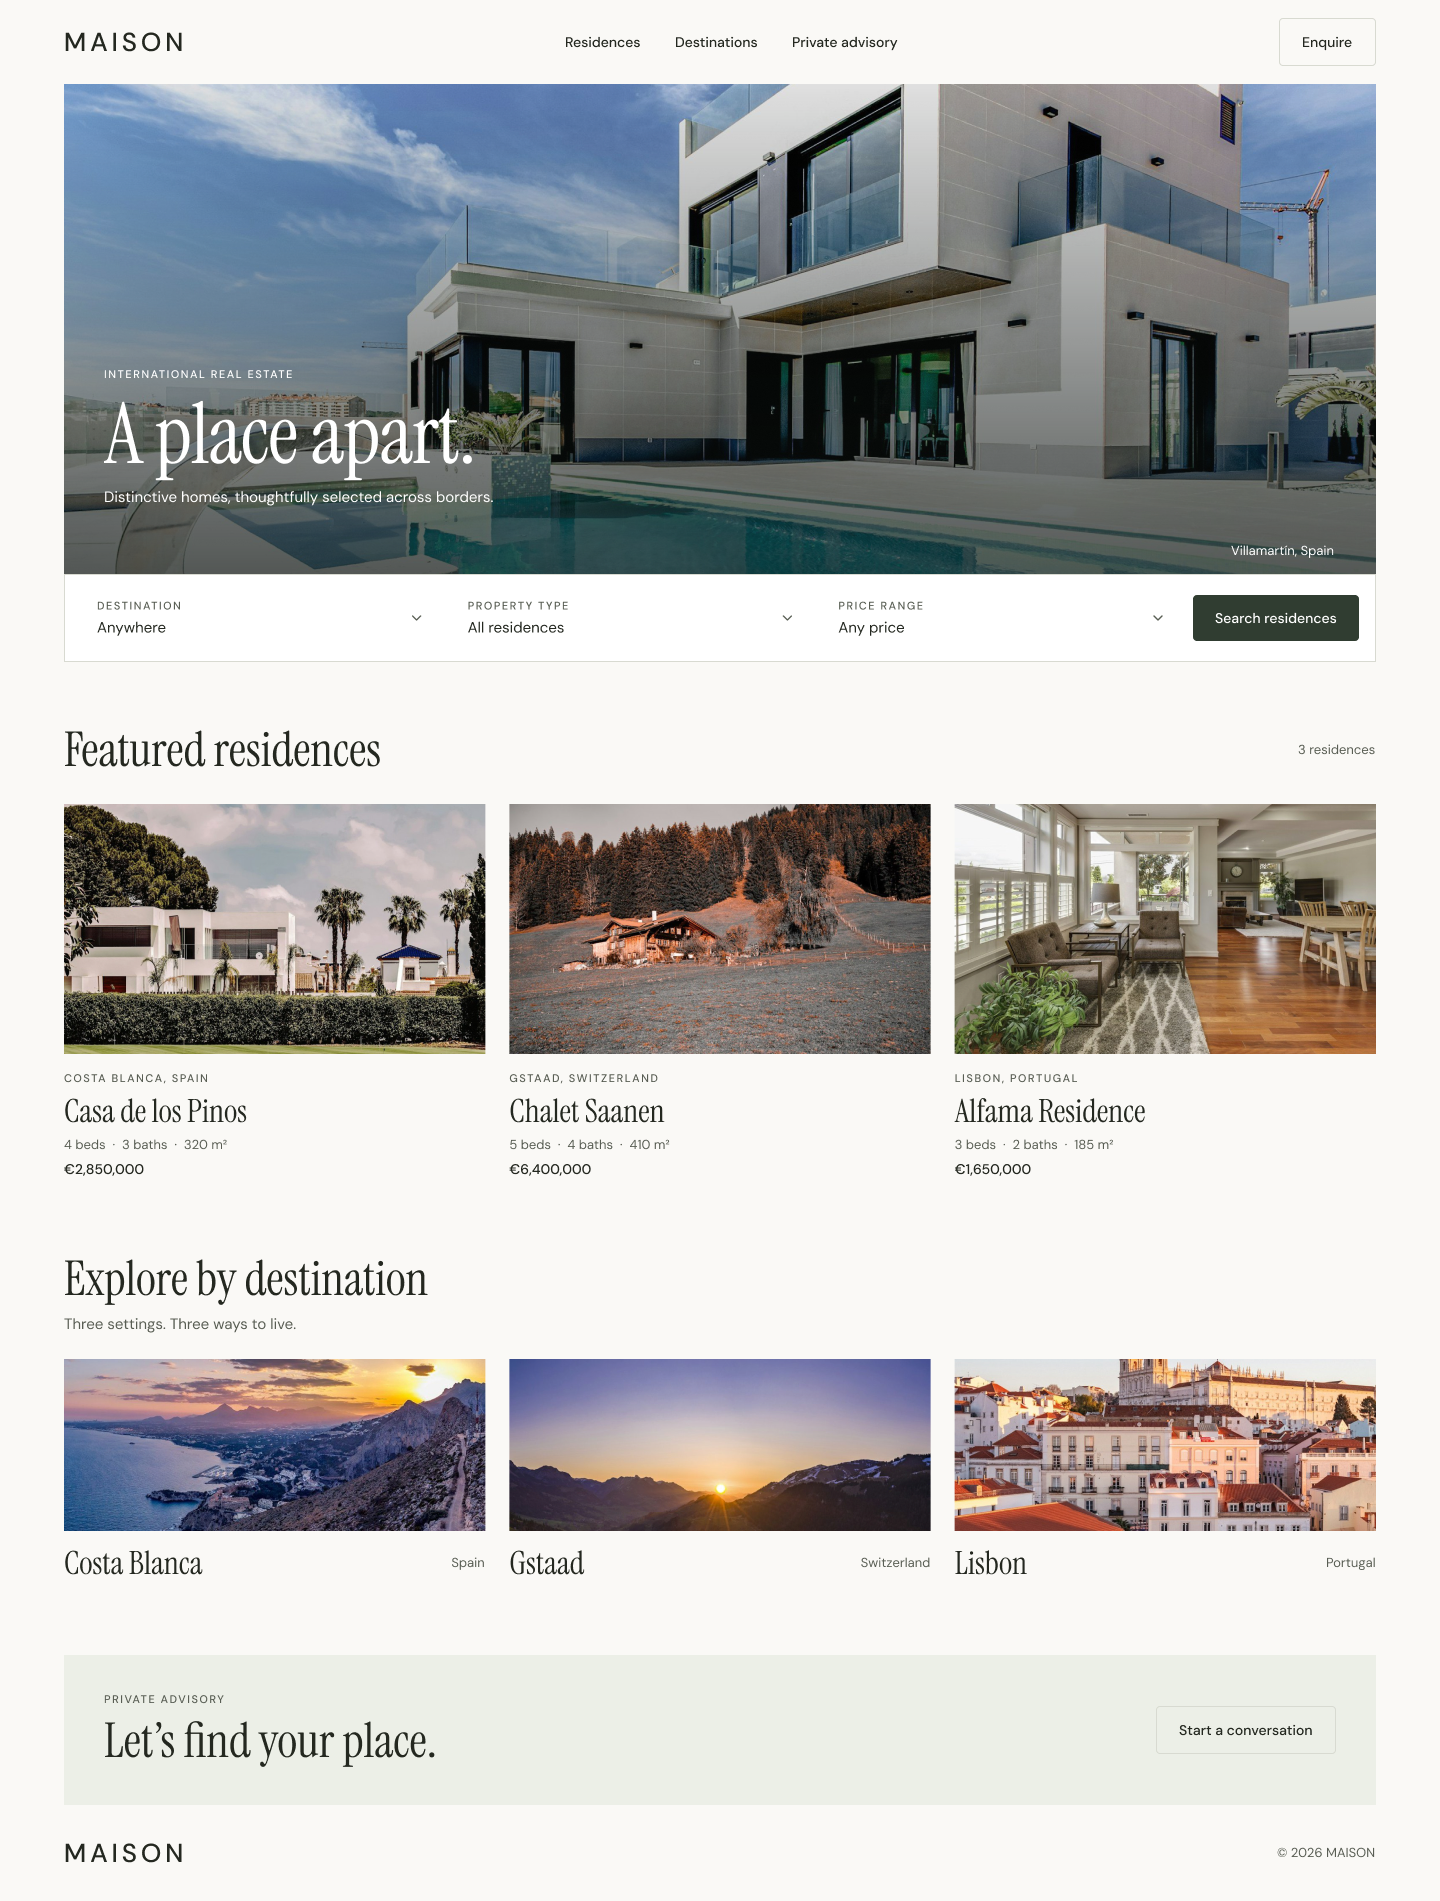 MAISON
Residences Destinations Private advisory
Enquire
INTERNATIONAL REAL ESTATE
A place apart.
Distinctive homes, thoughtfully selected across borders.
Villamartín, Spain
DESTINATION
Anywhere
PROPERTY TYPE
All residences
PRICE RANGE
Any price
Search residences
Featured residences
3 residences
COSTA BLANCA, SPAIN
Casa de los Pinos
4 beds · 3 baths · 320 m²
€2,850,000
GSTAAD, SWITZERLAND
Chalet Saanen
5 beds · 4 baths · 410 m²
€6,400,000
LISBON, PORTUGAL
Alfama Residence
3 beds · 2 baths · 185 m²
€1,650,000
Explore by destination
Three settings. Three ways to live.
Costa Blanca
Spain
Gstaad
Switzerland
Lisbon
Portugal
PRIVATE ADVISORY
Let’s find your place.
Start a conversation
MAISON
© 2026 MAISON